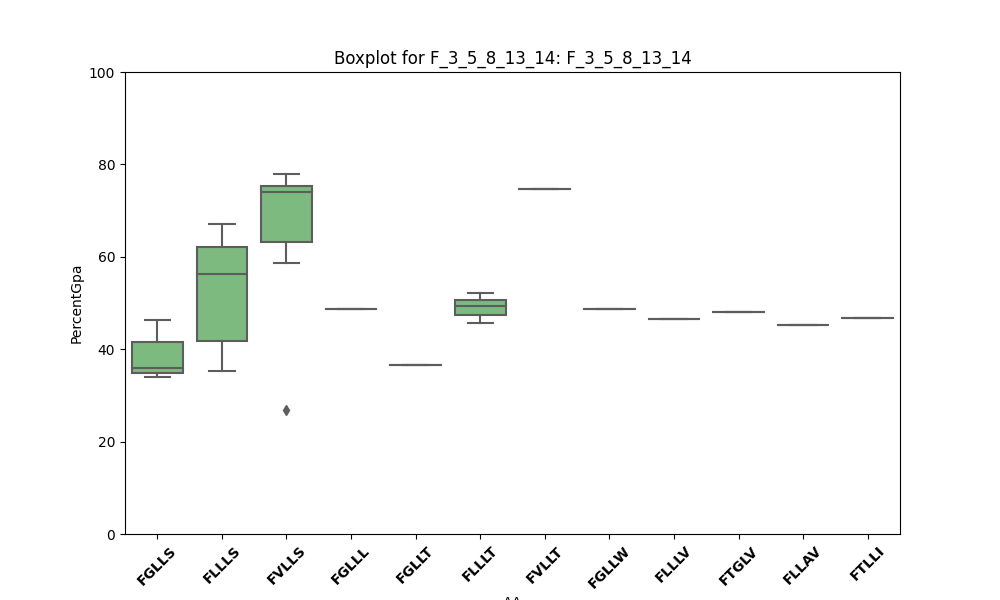 Boxplot for F_3_5_8_13_14: F_3_5_8_13_14
100
80
60
40
20
0
PercentGpa
FGLLS
FLLLS
FVLLS
FGLLL
FGLLT
FLLLT
FVLLT
FGLLW
FLLLV
FTGLV
FLLAV
FTLLI